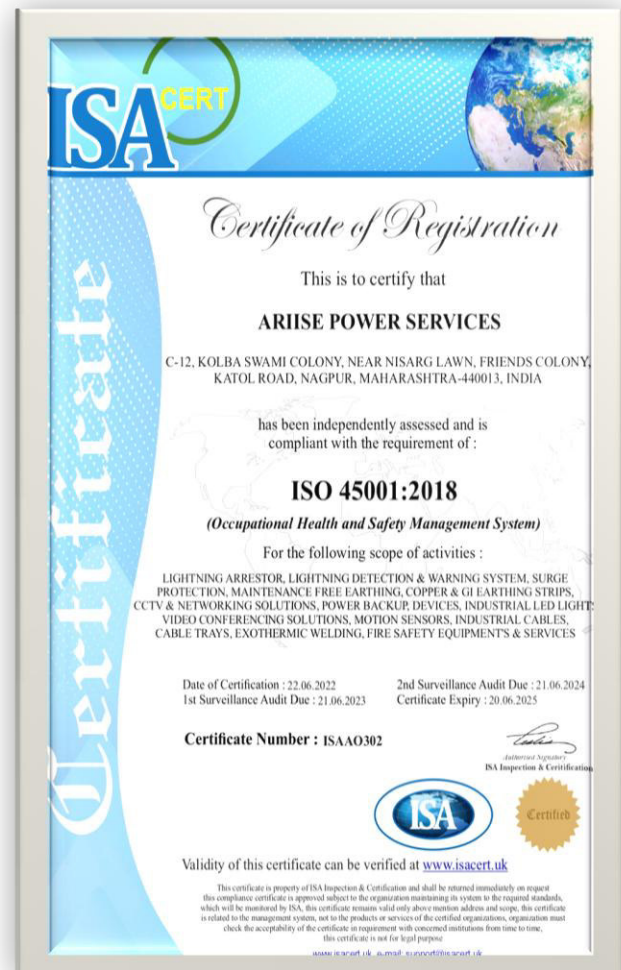 ISA
CERT
Certificate
Certificate of Registration
This is to certify that
ARIISE POWER SERVICES
C-12, KOLBA SWAMI COLONY, NEAR NISARG LAWN, FRIENDS COLONY,
KATOL ROAD, NAGPUR, MAHARASHTRA-440013, INDIA
has been independently assessed and is
compliant with the requirement of :
ISO 45001:2018
(Occupational Health and Safety Management System)
For the following scope of activities :
LIGHTNING ARRESTOR, LIGHTNING DETECTION & WARNING SYSTEM, SURGE
PROTECTION, MAINTENANCE FREE EARTHING, COPPER & GI EARTHING STRIPS,
CCTV & NETWORKING SOLUTIONS, POWER BACKUP, DEVICES, INDUSTRIAL LED LIGHT
VIDEO CONFERENCING SOLUTIONS, MOTION SENSORS, INDUSTRIAL CABLES,
CABLE TRAYS, EXOTHERMIC WELDING, FIRE SAFETY EQUIPMENT'S & SERVICES
Date of Certification : 22.06.2022
2nd Surveillance Audit Due : 21.06.2024
1st Surveillance Audit Due : 21.06.2023
Certificate Expiry : 20.06.2025
Certificate Number : ISAAO302
Authorised Signatory
ISA Inspection & Ceritification
ISA
Certified
Validity of this certificate can be verified at www.isacert.uk
This certificate is property of ISA Inspection & Certification and shall be returned immediately on request
this compliance certificate is approved subject to the organization maintaining its system to the required standards,
which will be monitored by ISA, this certificate remains valid only above mention address and scope, this certificate
is related to the management system, not to the products or services of the certified organizations, organization must
check the acceptability of the certificate in requirement with concerned institutions from time to time,
this certificate is not for legal purpose
www.isacert.uk, e-mail: support@isacert.uk